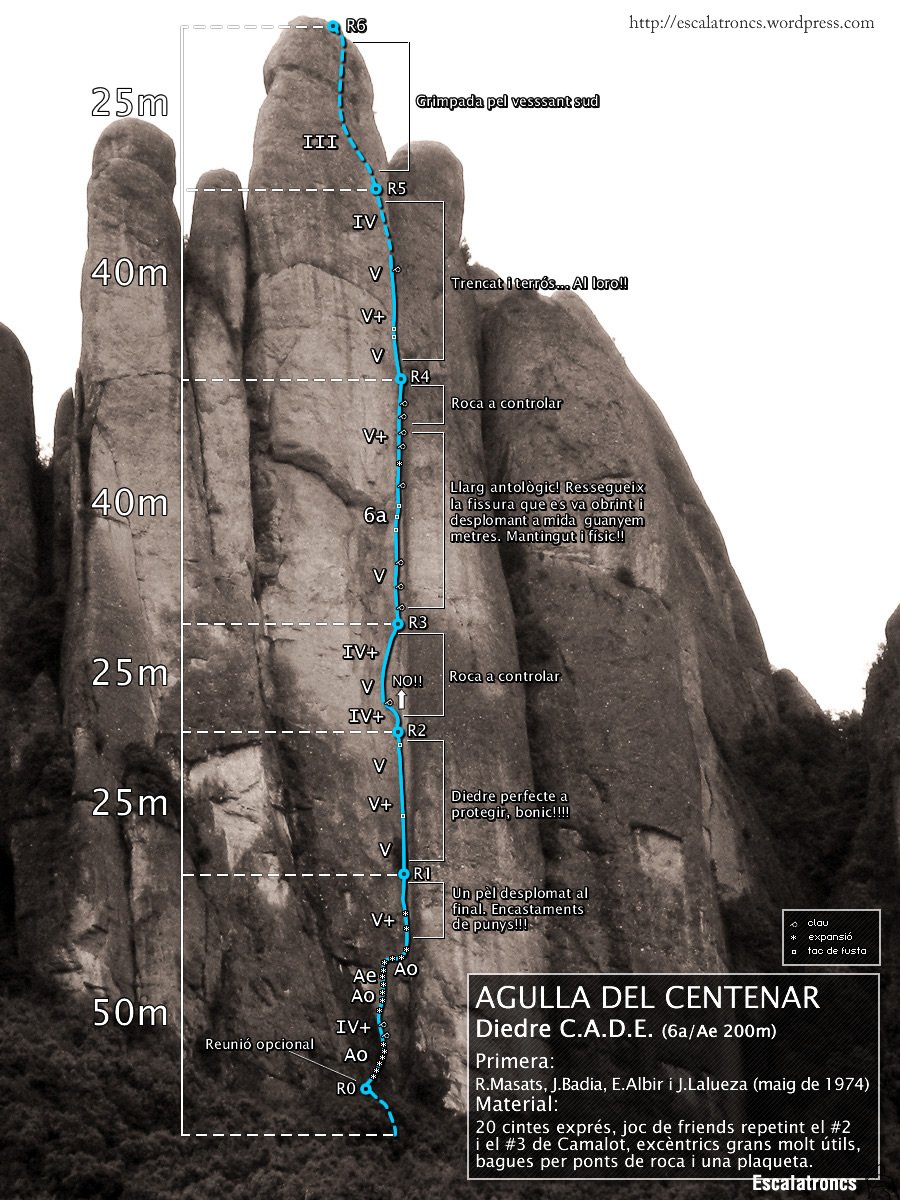 http://escalatroncs.wordpress.com
R6
25m
Grimpada pel vesssant sud
III
R5
IV
40m
V
Trencat i terrós... Al loro!!
V+
V
R4
Roca a controlar
V+
Llarg antològic! Ressegueix
la fissura que es va obrint i
desplomant a mida guanyem
metres. Mantingut i físic!!
40m
6a
V
R3
IV+
25m
Roca a controlar
V
NO!!
IV+
R2
V
Diedre perfecte a
protegir, bonic!!!!
25m
V+
V
R1
Un pèl desplomat al
final. Encastaments
de punys!!!
V+
clau
expansió
tac de fusta
Ao
Ae
Ao
50m
IV+
Reunió opcional
Ao
R0
AGULLA DEL CENTENAR
Diedre C.A.D.E. (6a/Ae 200m)
Primera:
R.Masats, J.Badia, E.Albir i J.Lalueza (maig de 1974)
Material:
20 cintes exprés, joc de friends repetint el #2
i el #3 de Camalot, excèntrics grans molt útils,
bagues per ponts de roca i una plaqueta.
Escalatroncs